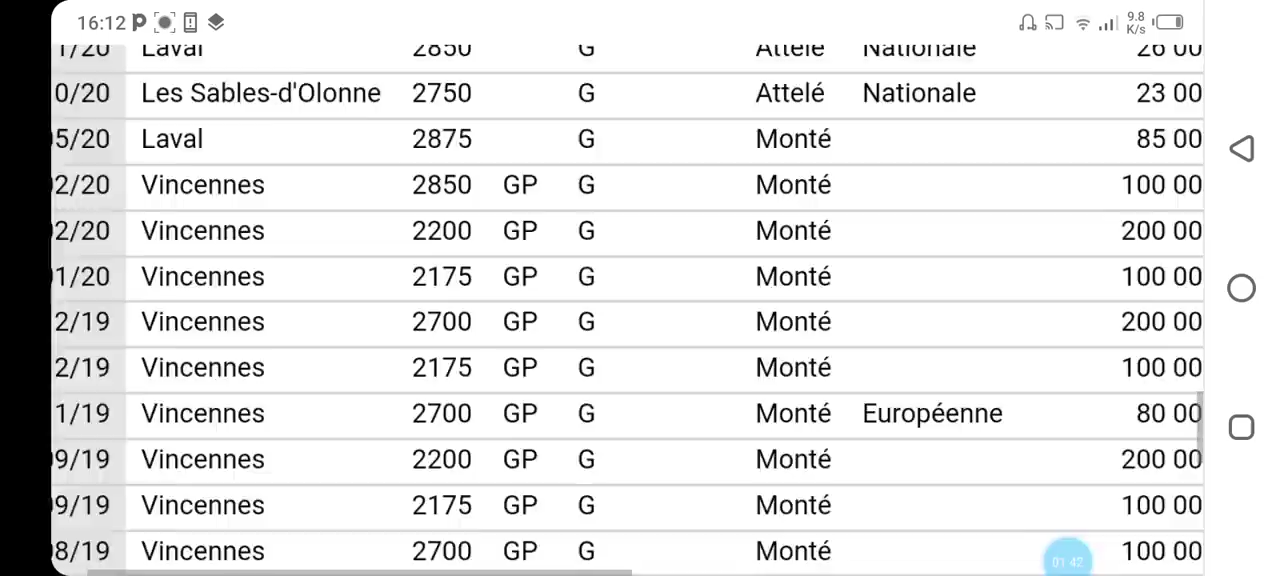 16:12 9.8 K/s
1/20 Laval 2850 G Attelé Nationale 26 00
0/20 Les Sables-d'Olonne 2750 G Attelé Nationale 23 00
5/20 Laval 2875 G Monté 85 00
2/20 Vincennes 2850 GP G Monté 100 00
2/20 Vincennes 2200 GP G Monté 200 00
1/20 Vincennes 2175 GP G Monté 100 00
2/19 Vincennes 2700 GP G Monté 200 00
2/19 Vincennes 2175 GP G Monté 100 00
1/19 Vincennes 2700 GP G Monté Européenne 80 00
9/19 Vincennes 2200 GP G Monté 200 00
9/19 Vincennes 2175 GP G Monté 100 00
8/19 Vincennes 2700 GP G Monté 100 00
01:42